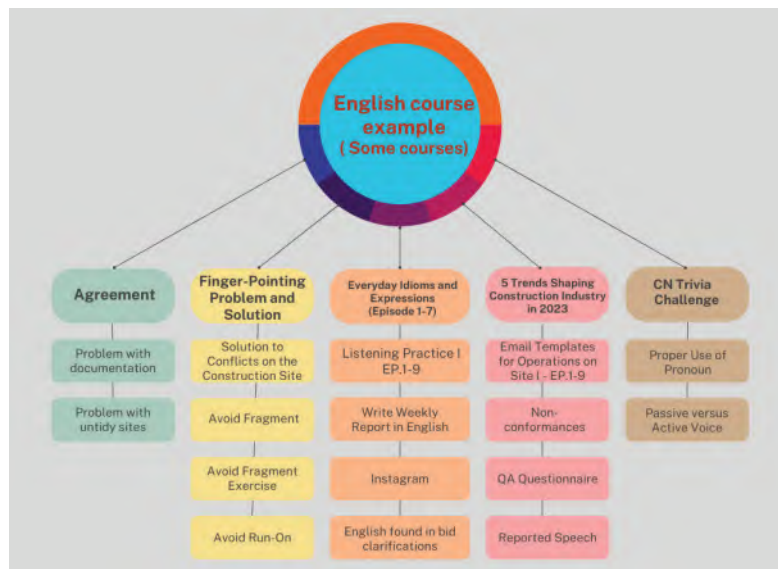 English course
example
( Some courses)
Agreement
Problem with
documentation
Problem with
untidy sites
Finger-Pointing
Problem and
Solution
Solution to
Conflicts on the
Construction Site
Avoid Fragment
Avoid Fragment
Exercise
Avoid Run-On
Everyday Idioms and
Expressions
(Episode 1-7)
Listening Practice I
EP.1-9
Write Weekly
Report in English
Instagram
English found in bid
clarifications
5 Trends Shaping
Construction Industry
in 2023
Email Templates
for Operations on
Site I - EP.1-9
Non-
conformances
QA Questionnaire
Reported Speech
CN Trivia
Challenge
Proper Use of
Pronoun
Passive versus
Active Voice